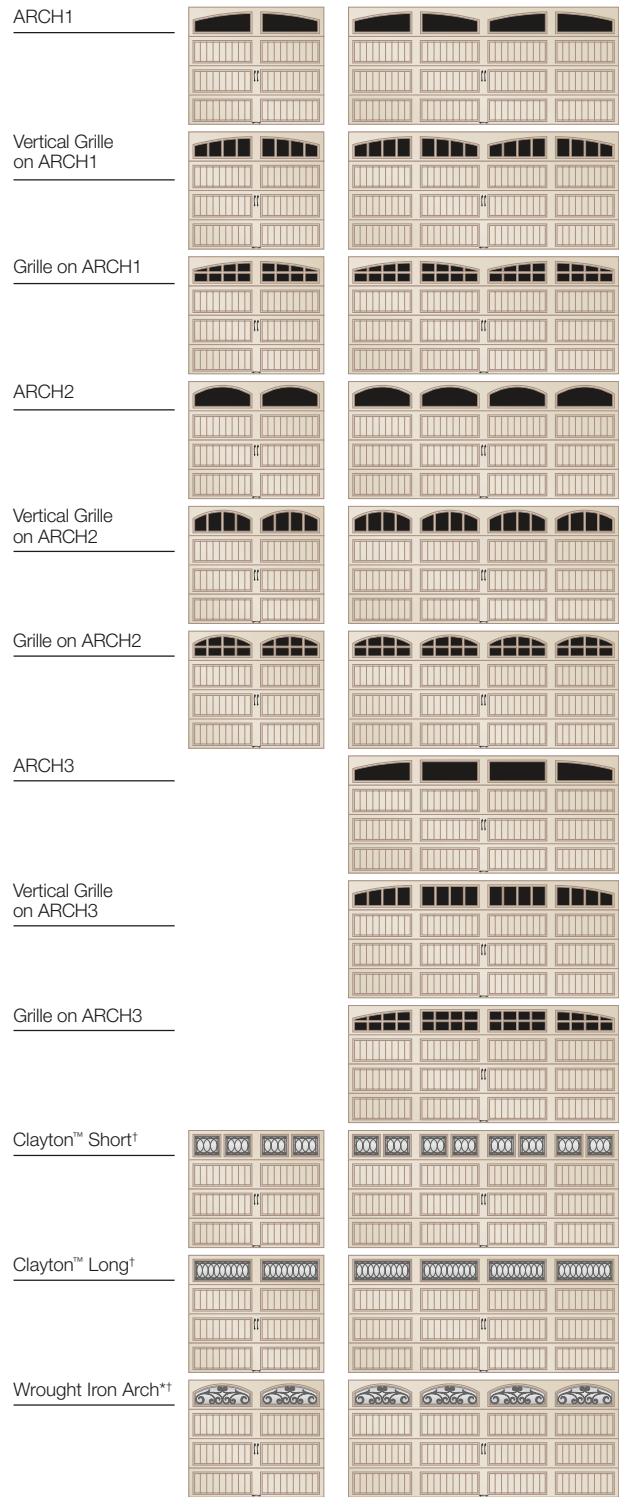 ARCH1
Vertical Grille
on ARCH1
Grille on ARCH1
ARCH2
Vertical Grille
on ARCH2
Grille on ARCH2
ARCH3
Vertical Grille
on ARCH3
Grille on ARCH3
Clayton™ Short†
Clayton™ Long†
Wrought Iron Arch*†